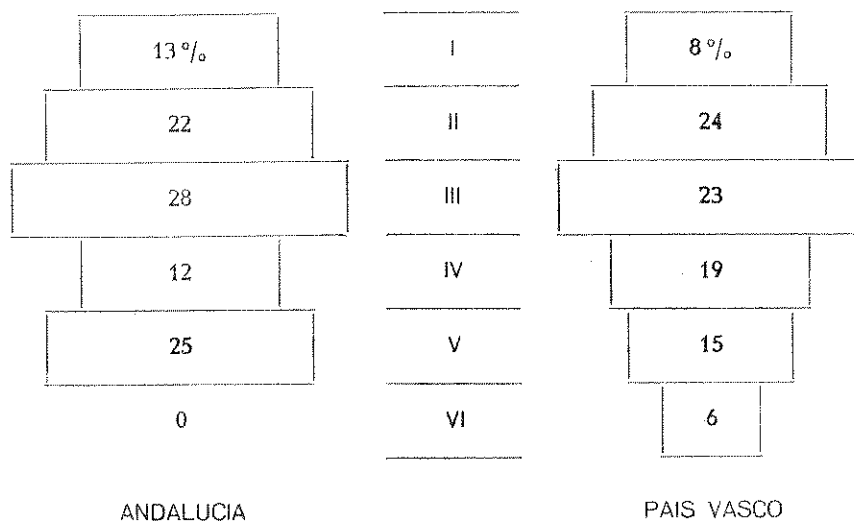 13 % I 8 %
22 II 24
28 III 23
12 IV 19
25 V 15
0 VI 6
ANDALUCIA PAIS VASCO